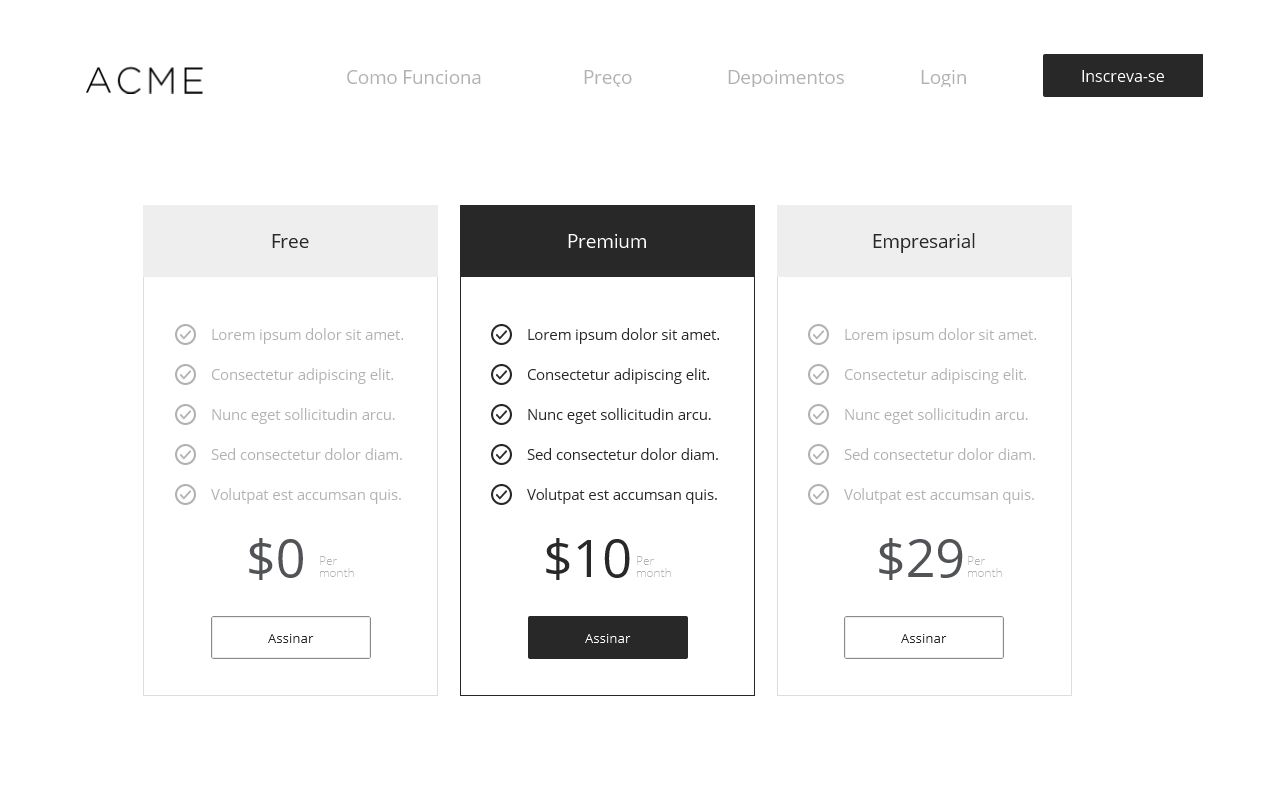 ACME
Como Funciona
Preço
Depoimentos
Login
Inscreva-se
Free
Lorem ipsum dolor sit amet.
Consectetur adipiscing elit.
Nunc eget sollicitudin arcu.
Sed consectetur dolor diam.
Volutpat est accumsan quis.
$0
Per
month
Assinar
Premium
Lorem ipsum dolor sit amet.
Consectetur adipiscing elit.
Nunc eget sollicitudin arcu.
Sed consectetur dolor diam.
Volutpat est accumsan quis.
$10
Per
month
Assinar
Empresarial
Lorem ipsum dolor sit amet.
Consectetur adipiscing elit.
Nunc eget sollicitudin arcu.
Sed consectetur dolor diam.
Volutpat est accumsan quis.
$29
Per
month
Assinar